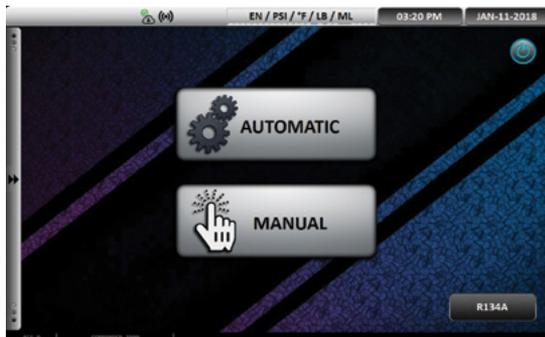 EN / PSI / °F / LB / ML
03:20 PM
JAN-11-2018
AUTOMATIC
MANUAL
R134A